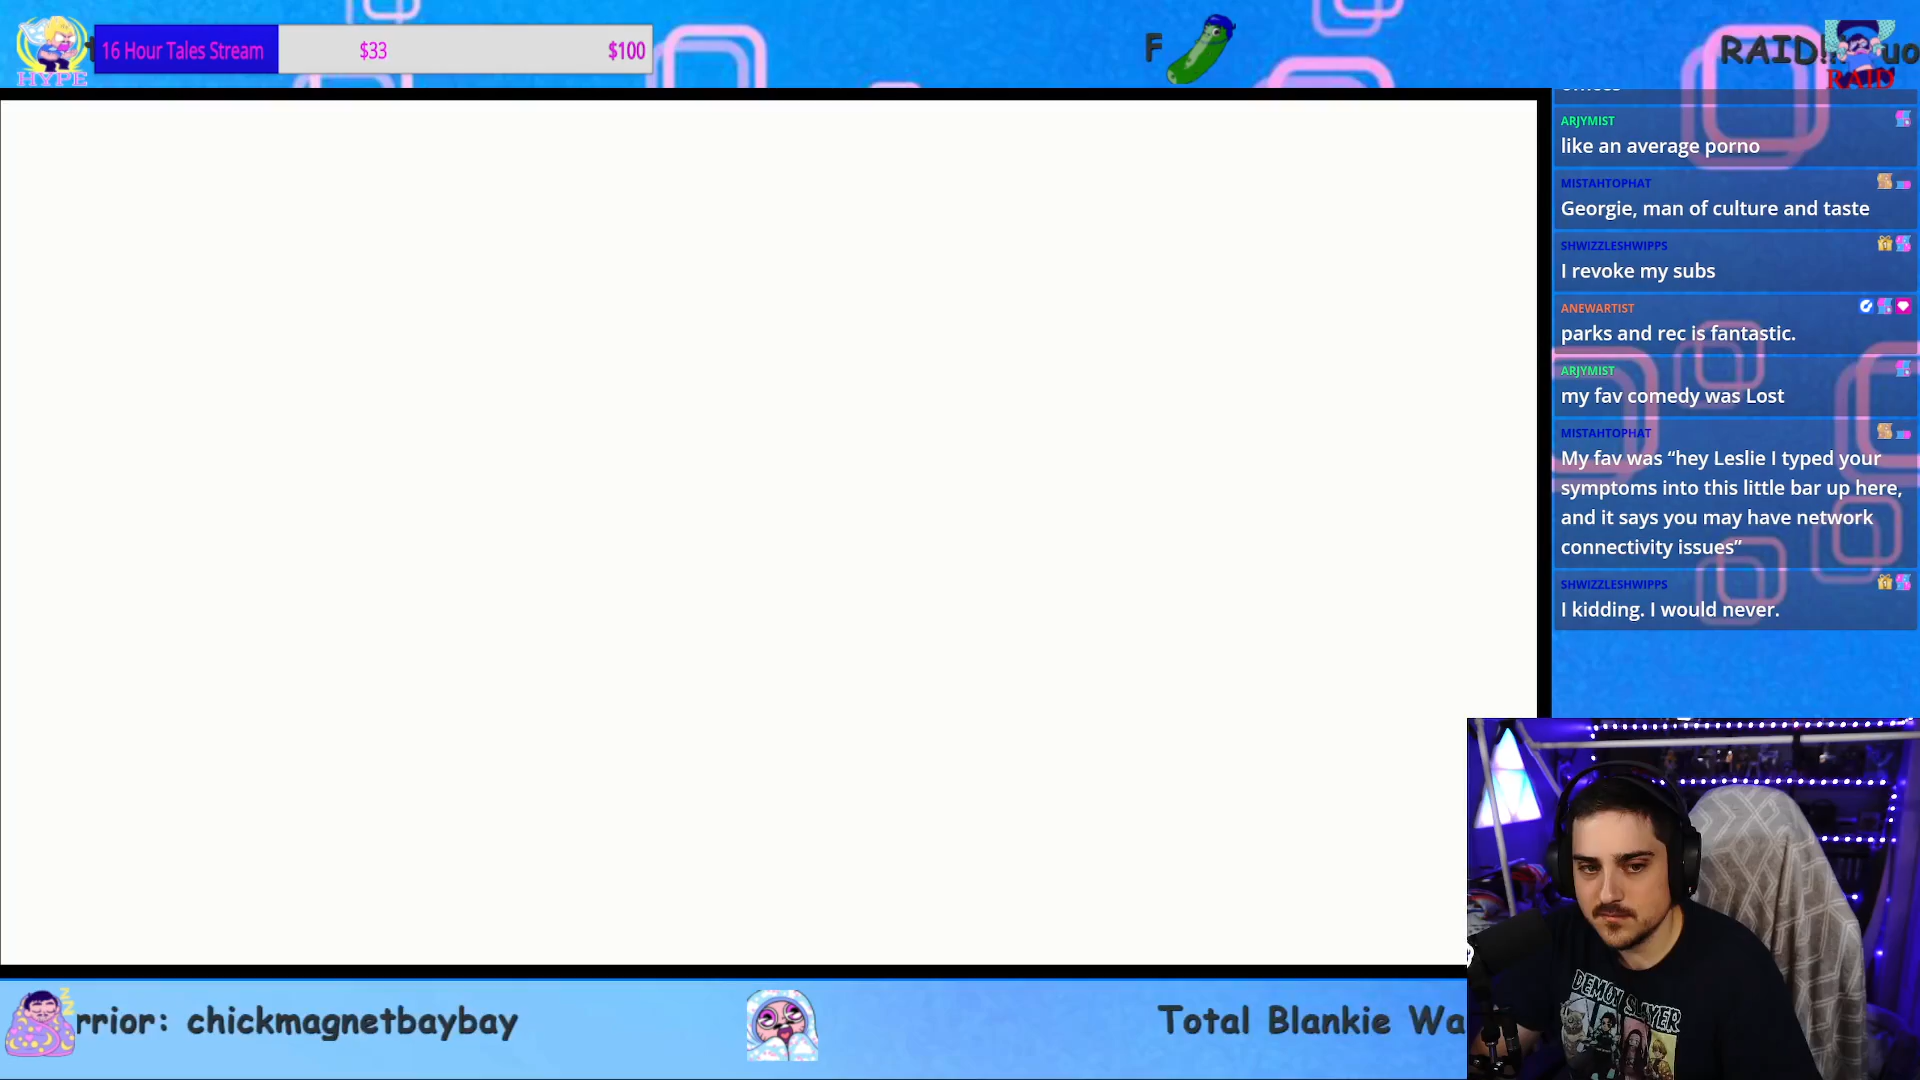 16 Hour Tales Stream $33 $100
HYPE
F
RAID!
RAID
ARJYMIST
like an average porno
MISTAHTOPHAT
Georgie, man of culture and taste
SHWIZZLESHWIPPS
I revoke my subs
ANEWARTIST
parks and rec is fantastic.
ARJYMIST
my fav comedy was Lost
MISTAHTOPHAT
My fav was “hey Leslie I typed your
symptoms into this little bar up here,
and it says you may have network
connectivity issues”
SHWIZZLESHWIPPS
I kidding. I would never.
DEMON SLAYER
rrior: chickmagnetbaybay
Total Blankie Wa